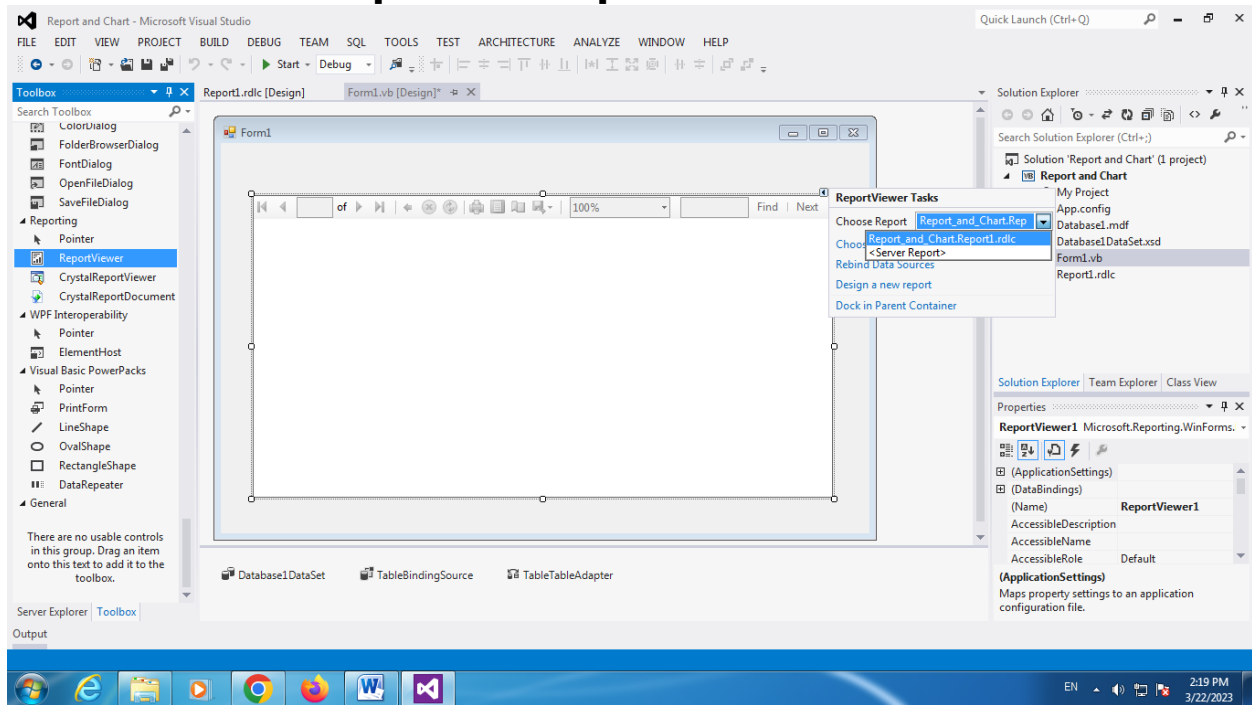 Report and Chart - Microsoft Visual Studio
Quick Launch (Ctrl+Q)
FILE EDIT VIEW PROJECT BUILD DEBUG TEAM SQL TOOLS TEST ARCHITECTURE ANALYZE WINDOW HELP
Start - Debug
Toolbox
Search Toolbox
ColorDialog
FolderBrowserDialog
FontDialog
OpenFileDialog
SaveFileDialog
Reporting
Pointer
ReportViewer
CrystalReportViewer
CrystalReportDocument
WPF Interoperability
Pointer
ElementHost
Visual Basic PowerPacks
Pointer
PrintForm
LineShape
OvalShape
RectangleShape
DataRepeater
General
There are no usable controls
in this group. Drag an item
onto this text to add it to the
toolbox.
Server Explorer Toolbox
Output
Report1.rdlc [Design] Form1.vb [Design]*
Form1
of 100% Find | Next
ReportViewer Tasks
Choose Report Report_and_Chart.Rep
Report_and_Chart.Report1.rdlc
<Server Report>
Choos
Rebind Data Sources
Design a new report
Dock in Parent Container
Database1DataSet TableBindingSource TableTableAdapter
Solution Explorer
Search Solution Explorer (Ctrl+;)
Solution 'Report and Chart' (1 project)
VB Report and Chart
My Project
App.config
Database1.mdf
Database1DataSet.xsd
Form1.vb
Report1.rdlc
Solution Explorer Team Explorer Class View
Properties
ReportViewer1 Microsoft.Reporting.WinForms.
(ApplicationSettings)
(DataBindings)
(Name) ReportViewer1
AccessibleDescription
AccessibleName
AccessibleRole Default
(ApplicationSettings)
Maps property settings to an application
configuration file.
EN
2:19 PM
3/22/2023